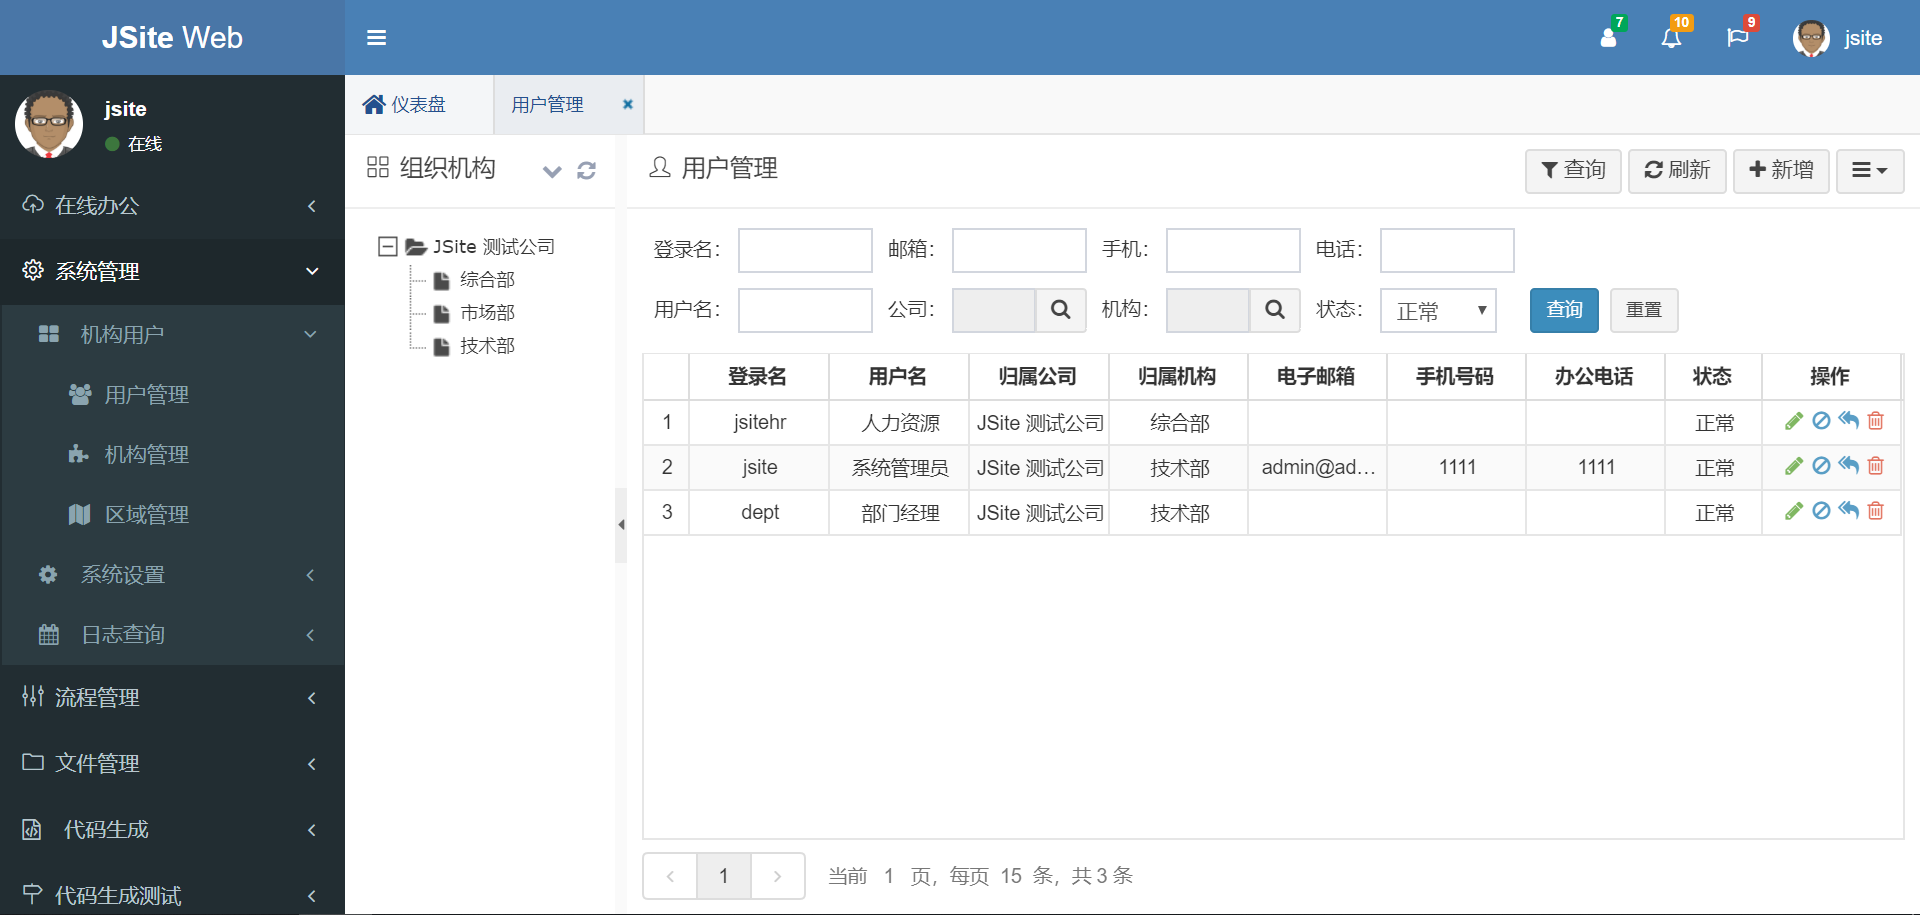 JSite Web
7
10
9
jsite
jsite
在线
在线办公
系统管理
机构用户
用户管理
机构管理
区域管理
系统设置
日志查询
流程管理
文件管理
代码生成
代码生成测试
仪表盘
用户管理
组织机构
JSite 测试公司
综合部
市场部
技术部
用户管理
查询
刷新
新增
登录名：
邮箱：
手机：
电话：
用户名：
公司：
机构：
状态：
正常
查询
重置
登录名 用户名 归属公司 归属机构 电子邮箱 手机号码 办公电话 状态 操作
1 jsitehr 人力资源 JSite 测试公司 综合部 正常
2 jsite 系统管理员 JSite 测试公司 技术部 admin@ad... 1111 1111 正常
3 dept 部门经理 JSite 测试公司 技术部 正常
1
当前 1 页，每页 15 条，共 3 条